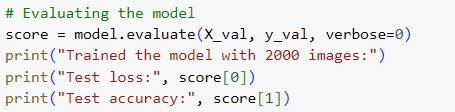 # Evaluating the model
score = model.evaluate(X_val, y_val, verbose=0)
print("Trained the model with 2000 images:")
print("Test loss:", score[0])
print("Test accuracy:", score[1])